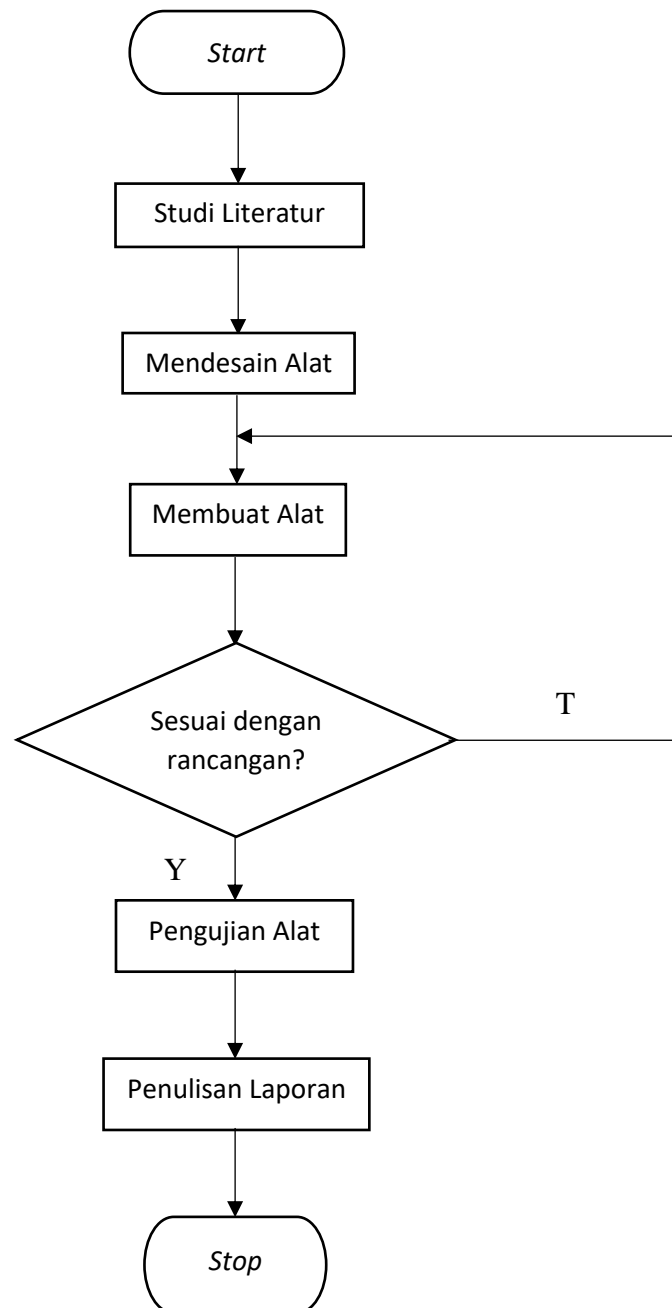 Start
Studi Literatur
Mendesain Alat
Membuat Alat
Sesuai dengan
rancangan?
T
Y
Pengujian Alat
Penulisan Laporan
Stop